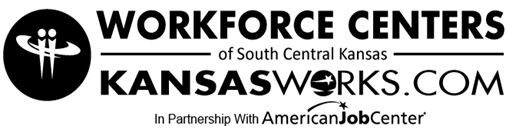 WORKFORCE CENTERS
of South Central Kansas
KANSASWORKS.COM
In Partnership With AmericanJobCenter®